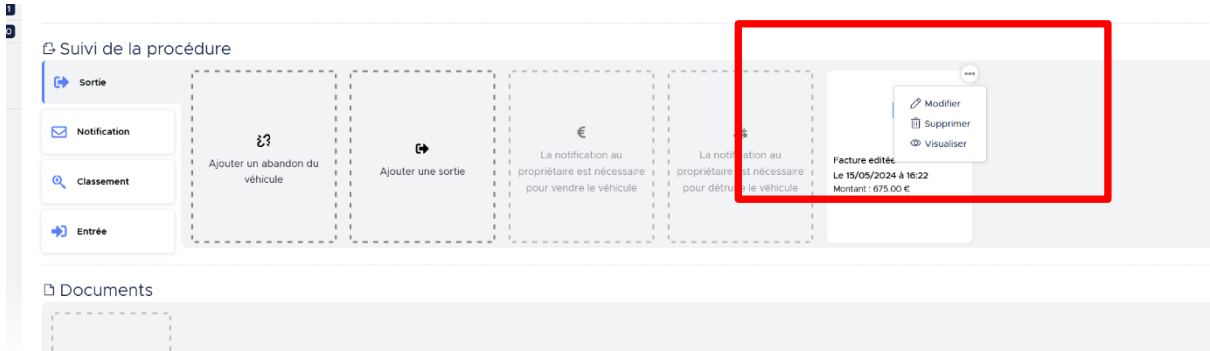 1
0
Suivi de la procédure
Sortie
Notification
Classement
Entrée
Ajouter un abandon du
véhicule
Ajouter une sortie
€
La notification au
propriétaire est nécessaire
pour vendre le véhicule
La notification au
propriétaire est nécessaire
pour détruire le véhicule
Modifier
Supprimer
Visualiser
Facture editée
Le 15/05/2024 à 16:22
Montant : 675.00 €
Documents